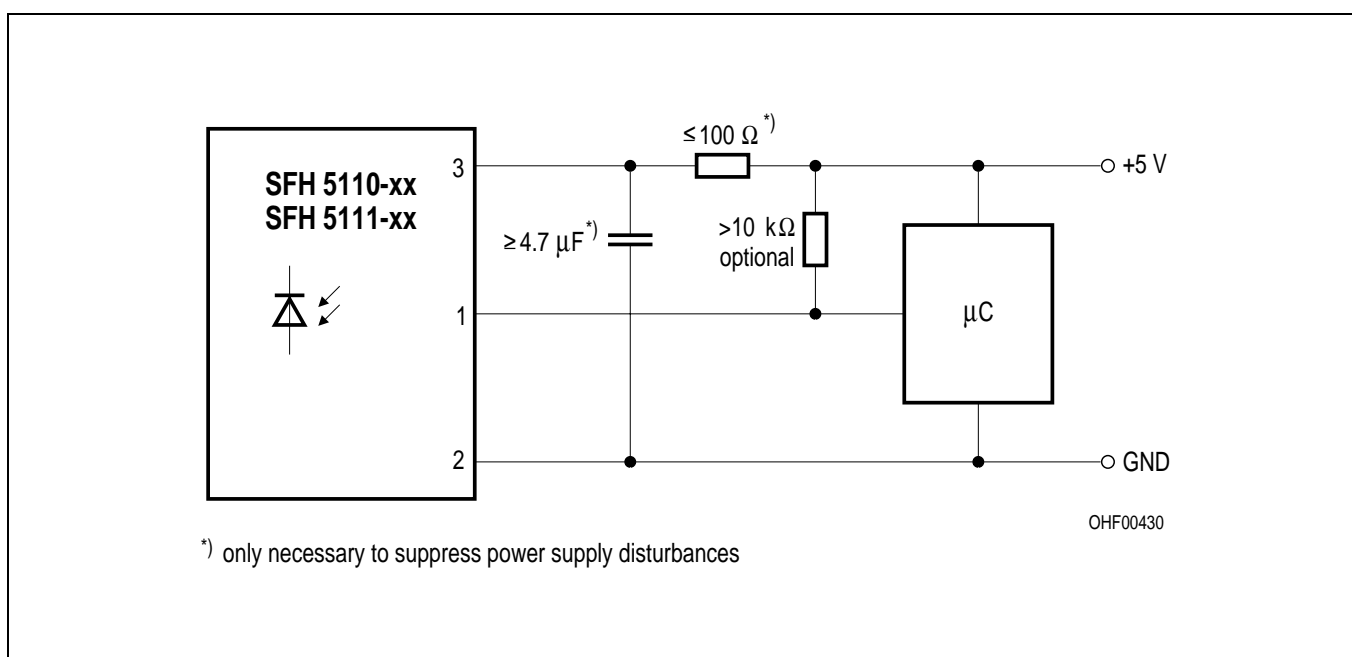 ≤100 Ω*)
3
+5 V
SFH 5110-xx
SFH 5111-xx
≥4.7 μF*)
>10 kΩ
optional
1
μC
2
GND
OHF00430
*) only necessary to suppress power supply disturbances